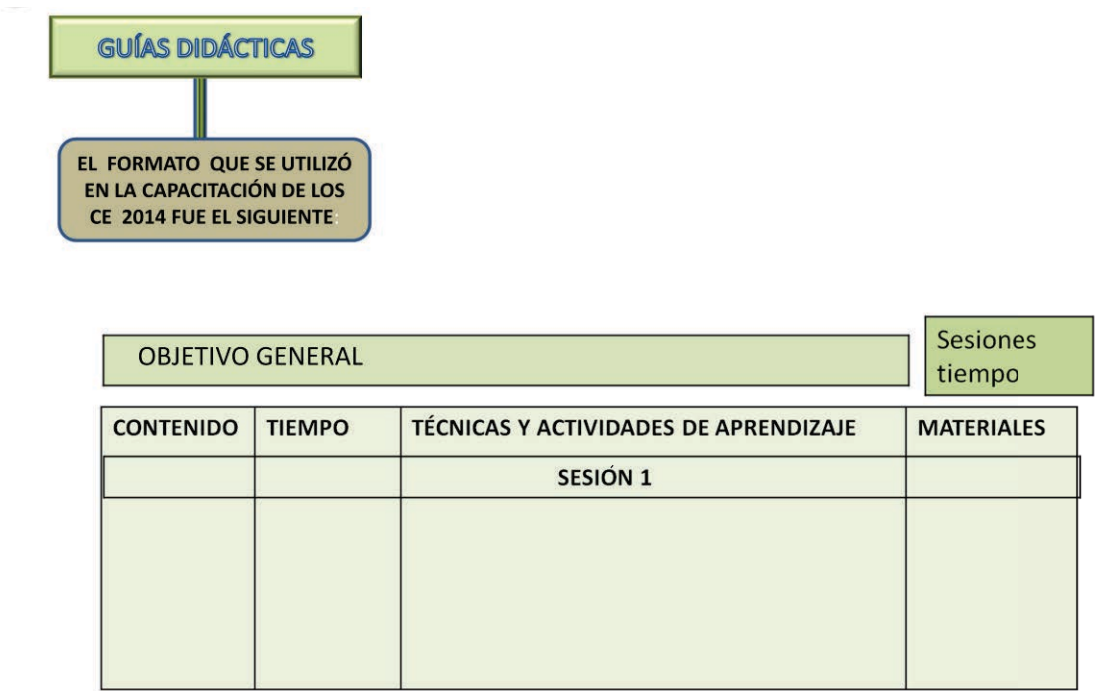 GUÍAS DIDÁCTICAS
EL FORMATO QUE SE UTILIZÓ
EN LA CAPACITACIÓN DE LOS
CE 2014 FUE EL SIGUIENTE:
OBJETIVO GENERAL
Sesiones
tiempo
CONTENIDO TIEMPO TÉCNICAS Y ACTIVIDADES DE APRENDIZAJE MATERIALES
SESIÓN 1